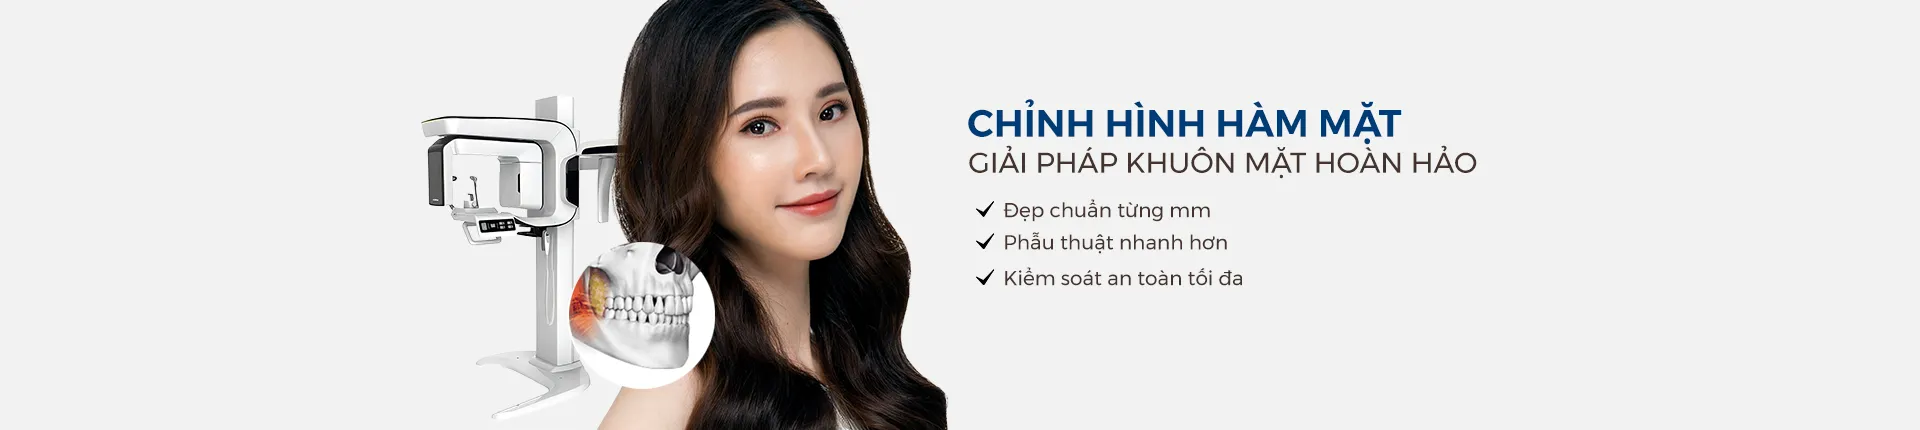 CHỈNH HÌNH HÀM MẶT
GIẢI PHÁP KHUÔN MẶT HOÀN HẢO
Đẹp chuẩn từng mm
Phẫu thuật nhanh hơn
Kiểm soát an toàn tối đa